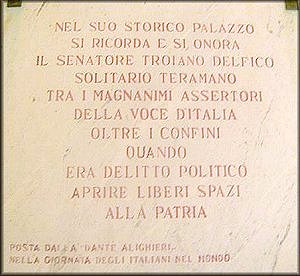 NEL SUO STORICO PALAZZO
SI RICORDA E SI ONORA
IL SENATORE TROIANO DELFICO
SOLITARIO TERAMANO
TRA I MAGNANIMI ASSERTORI
DELLA VOCE D'ITALIA
OLTRE I CONFINI
QUANDO
ERA DELITTO POLITICO
APRIRE LIBERI SPAZI
ALLA PATRIA
POSTA DALLA "DANTE ALIGHIERI"
NELLA GIORNATA DEGLI ITALIANI NEL MONDO